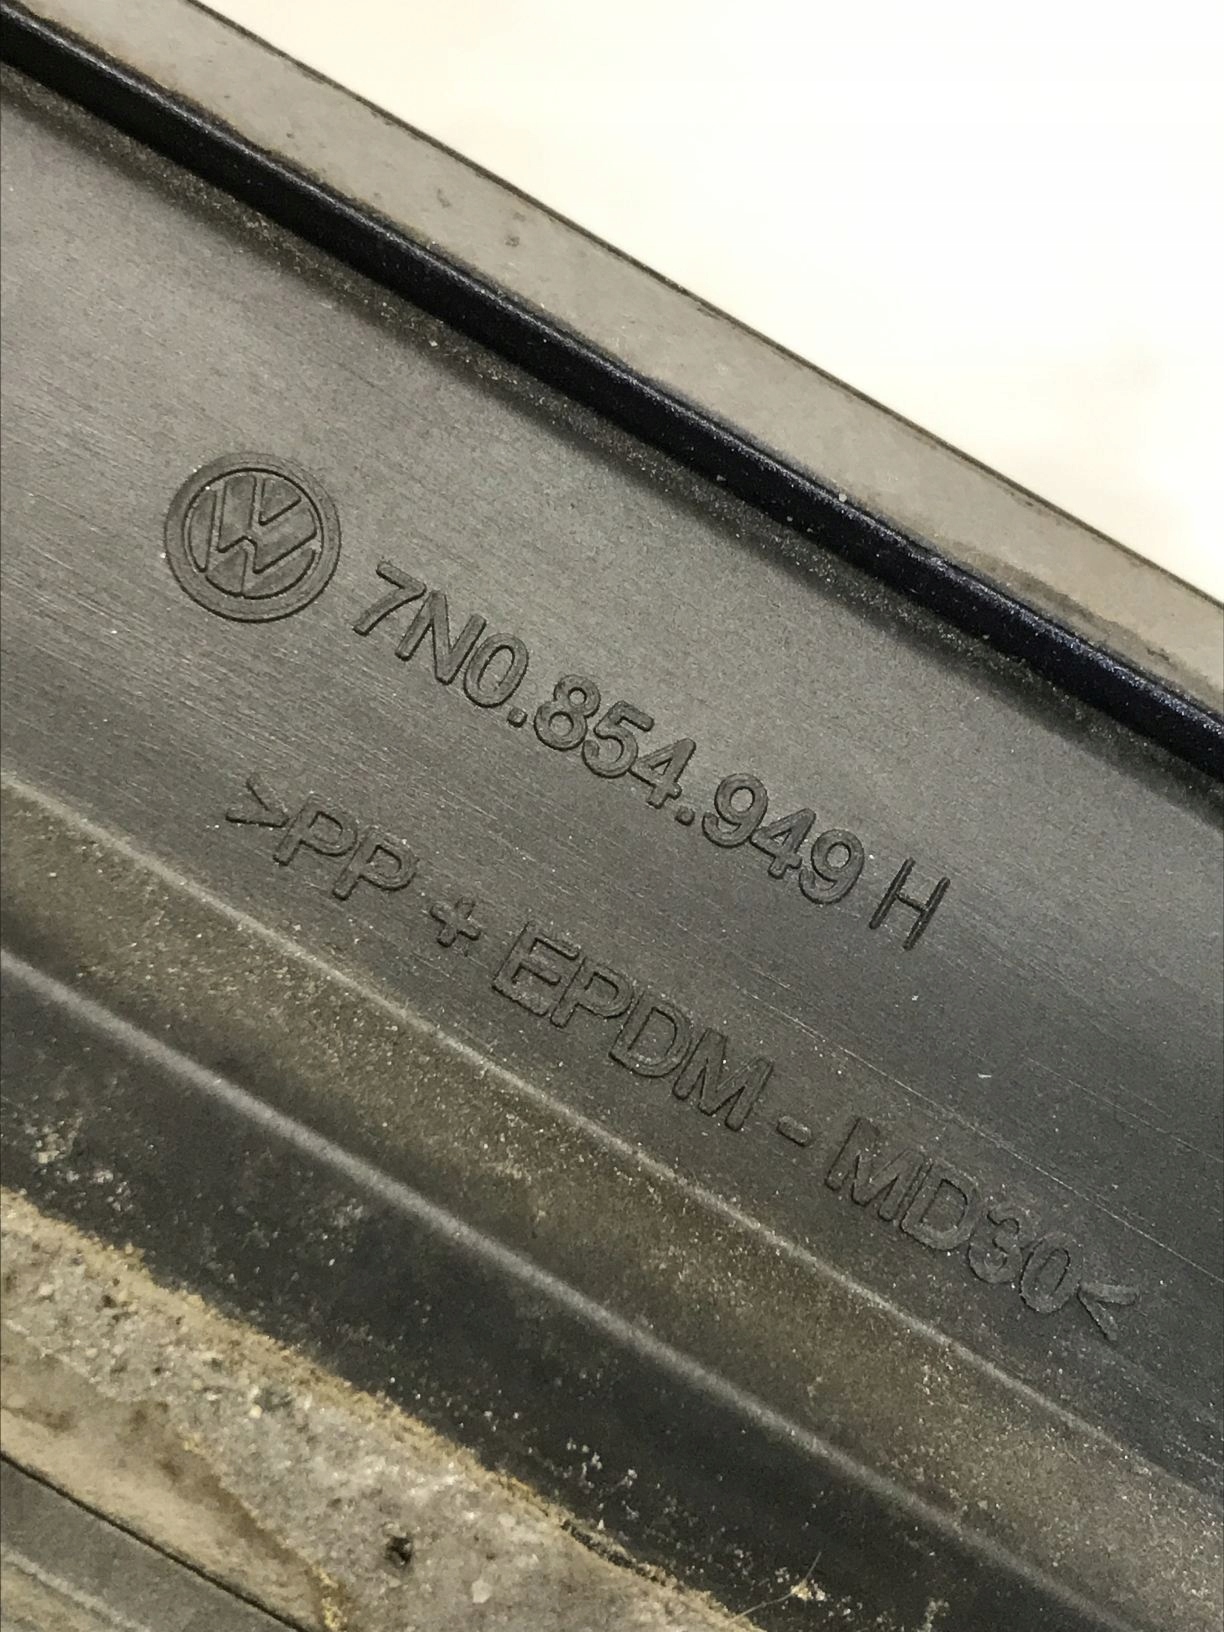 7N0.854.949 H
>PP + EPDM - MD30<